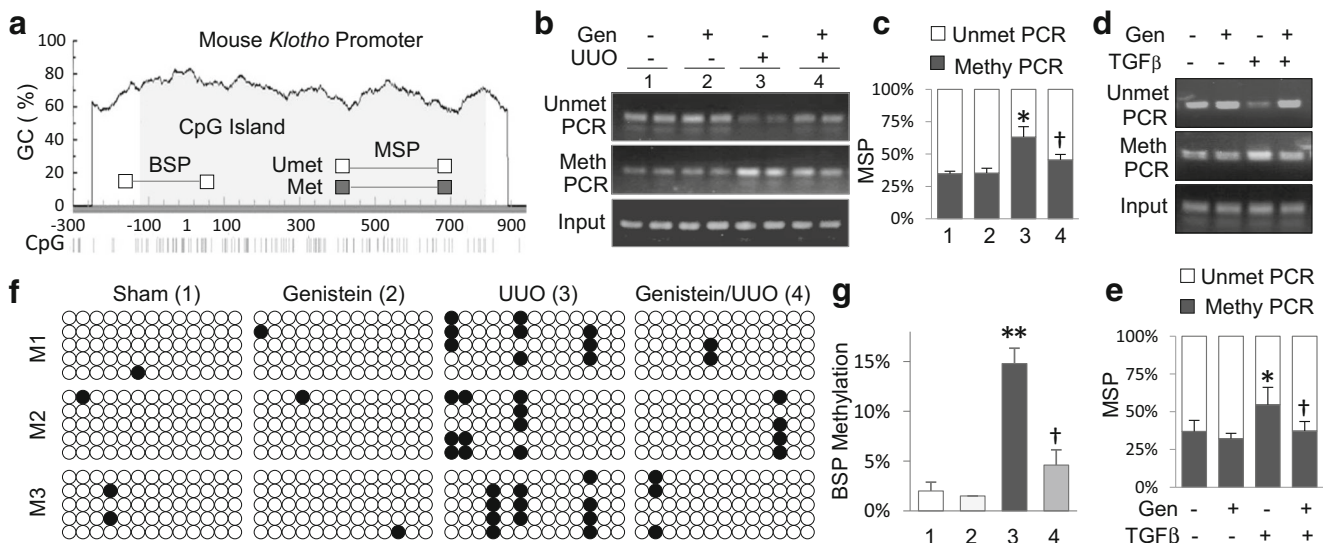 a
Mouse Klotho Promoter
GC (%)
100
80
60
40
20
0
CpG Island
BSP
MSP
Umet
Met
-300 -100 1 100 300 500 700 900
CpG
b
Gen - + - +
UUO - - + +
1 2 3 4
Unmet PCR
Meth PCR
Input
c
Unmet PCR
Methy PCR
MSP
100%
75%
50%
25%
0%
*
†
1 2 3 4
d
Gen - + - +
TGFβ - - + +
Unmet PCR
Meth PCR
Input
f
Sham (1) Genistein (2) UUO (3) Genistein/UUO (4)
M1
M2
M3
g
BSP Methylation
15%
10%
5%
0%
**
†
1 2 3 4
e
Unmet PCR
Methy PCR
MSP
100%
75%
50%
25%
0%
*
†
Gen - + - +
TGFβ - - + +